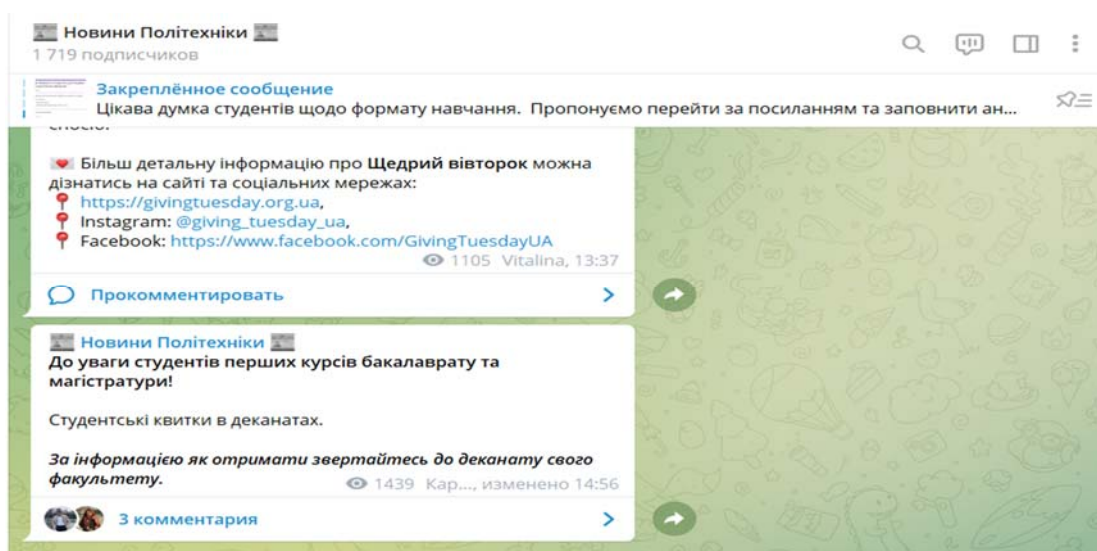 Новини Політехніки
1 719 подписчиков
Закреплённое сообщение
Цікава думка студентів щодо формату навчання. Пропонуємо перейти за посиланням та заповнити ан...
Більш детальну інформацію про Щедрий вівторок можна
дізнатись на сайті та соціальних мережах:
https://givingtuesday.org.ua,
Instagram: @giving_tuesday_ua,
Facebook: https://www.facebook.com/GivingTuesdayUA
1105 Vitalina, 13:37
Прокомментировать
Новини Політехніки
До уваги студентів перших курсів бакалаврату та
магістратури!
Студентські квитки в деканатах.
За інформацією як отримати звертайтесь до деканату свого
факультету.
1439 Кар..., изменено 14:56
3 комментария